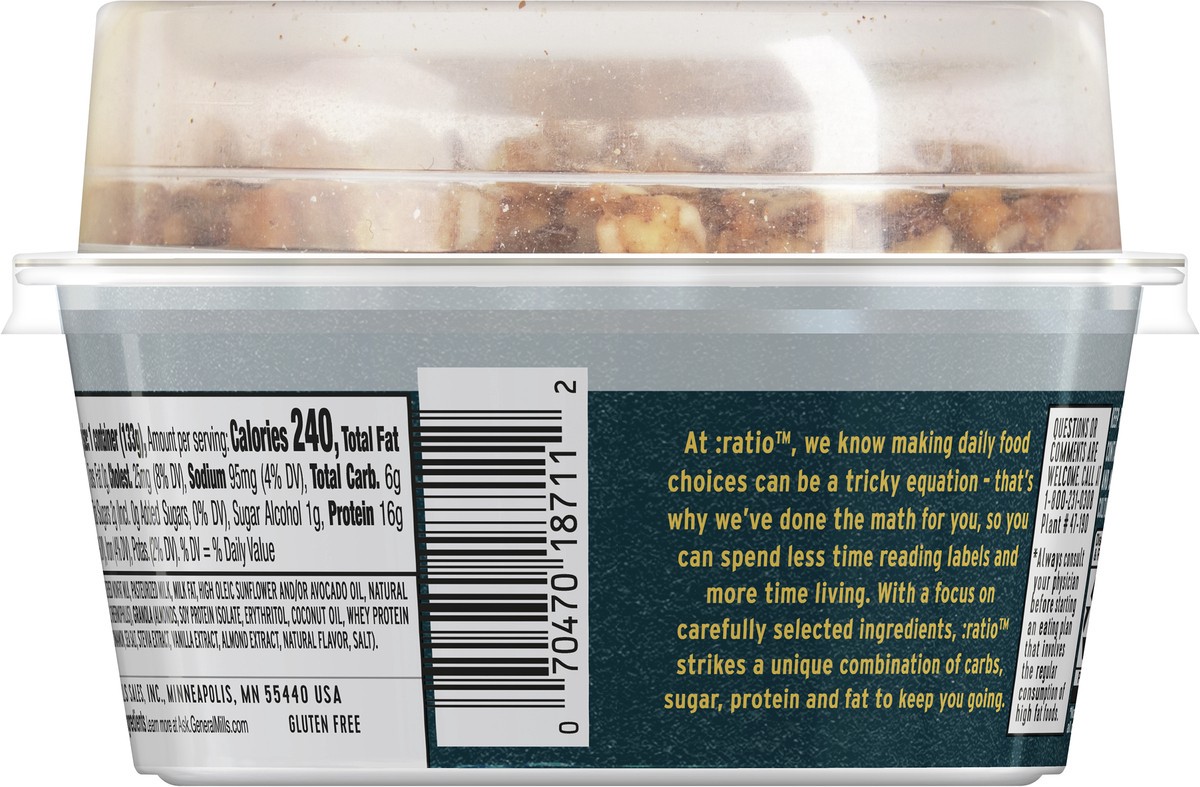 1 container (133g), Amount per serving: Calories 240, Total Fat
Cholest. 25mg (8% DV), Sodium 95mg (4% DV), Total Carb. 6g
Sugars (Incl. 0g Added Sugars, 0% DV), Sugar Alcohol 1g, Protein 16g
Iron (4% DV), Potas. (2% DV). % DV = % Daily Value
MILK, MILK FAT, HIGH OLEIC SUNFLOWER AND/OR AVOCADO OIL, NATURAL
GRANOLA (ALMONDS, SOY PROTEIN ISOLATE, ERYTHRITOL, COCONUT OIL, WHEY PROTEIN
STEVIA EXTRACT, VANILLA EXTRACT, ALMOND EXTRACT, NATURAL FLAVOR, SALT).
SALES, INC., MINNEAPOLIS, MN 55440 USA
Learn more at Ask.GeneralMills.com GLUTEN FREE
0 70470 18711 2
At :ratio™, we know making daily food
choices can be a tricky equation - that's
why we've done the math for you, so you
can spend less time reading labels and
more time living. With a focus on
carefully selected ingredients, :ratio™
strikes a unique combination of carbs,
sugar, protein and fat to keep you going.
QUESTIONS OR
COMMENTS ARE
WELCOME. CALL
1-800-231-0300
Plant # 47-190
*Always consult
your physician
before starting
an eating plan
that involves
the regular
consumption of
high fat foods.